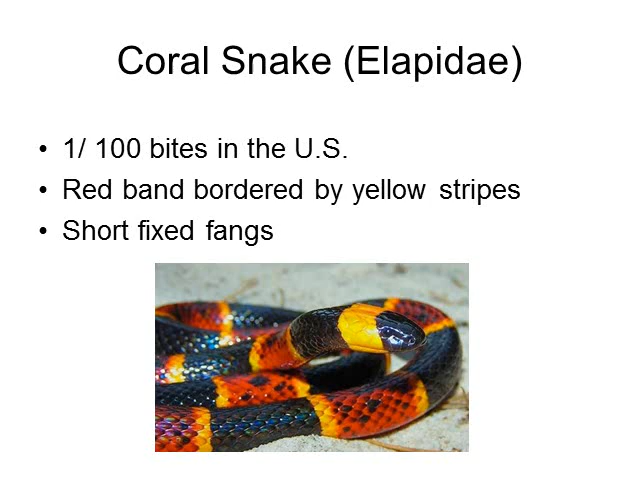 Coral Snake (Elapidae)
• 1/ 100 bites in the U.S.
• Red band bordered by yellow stripes
• Short fixed fangs